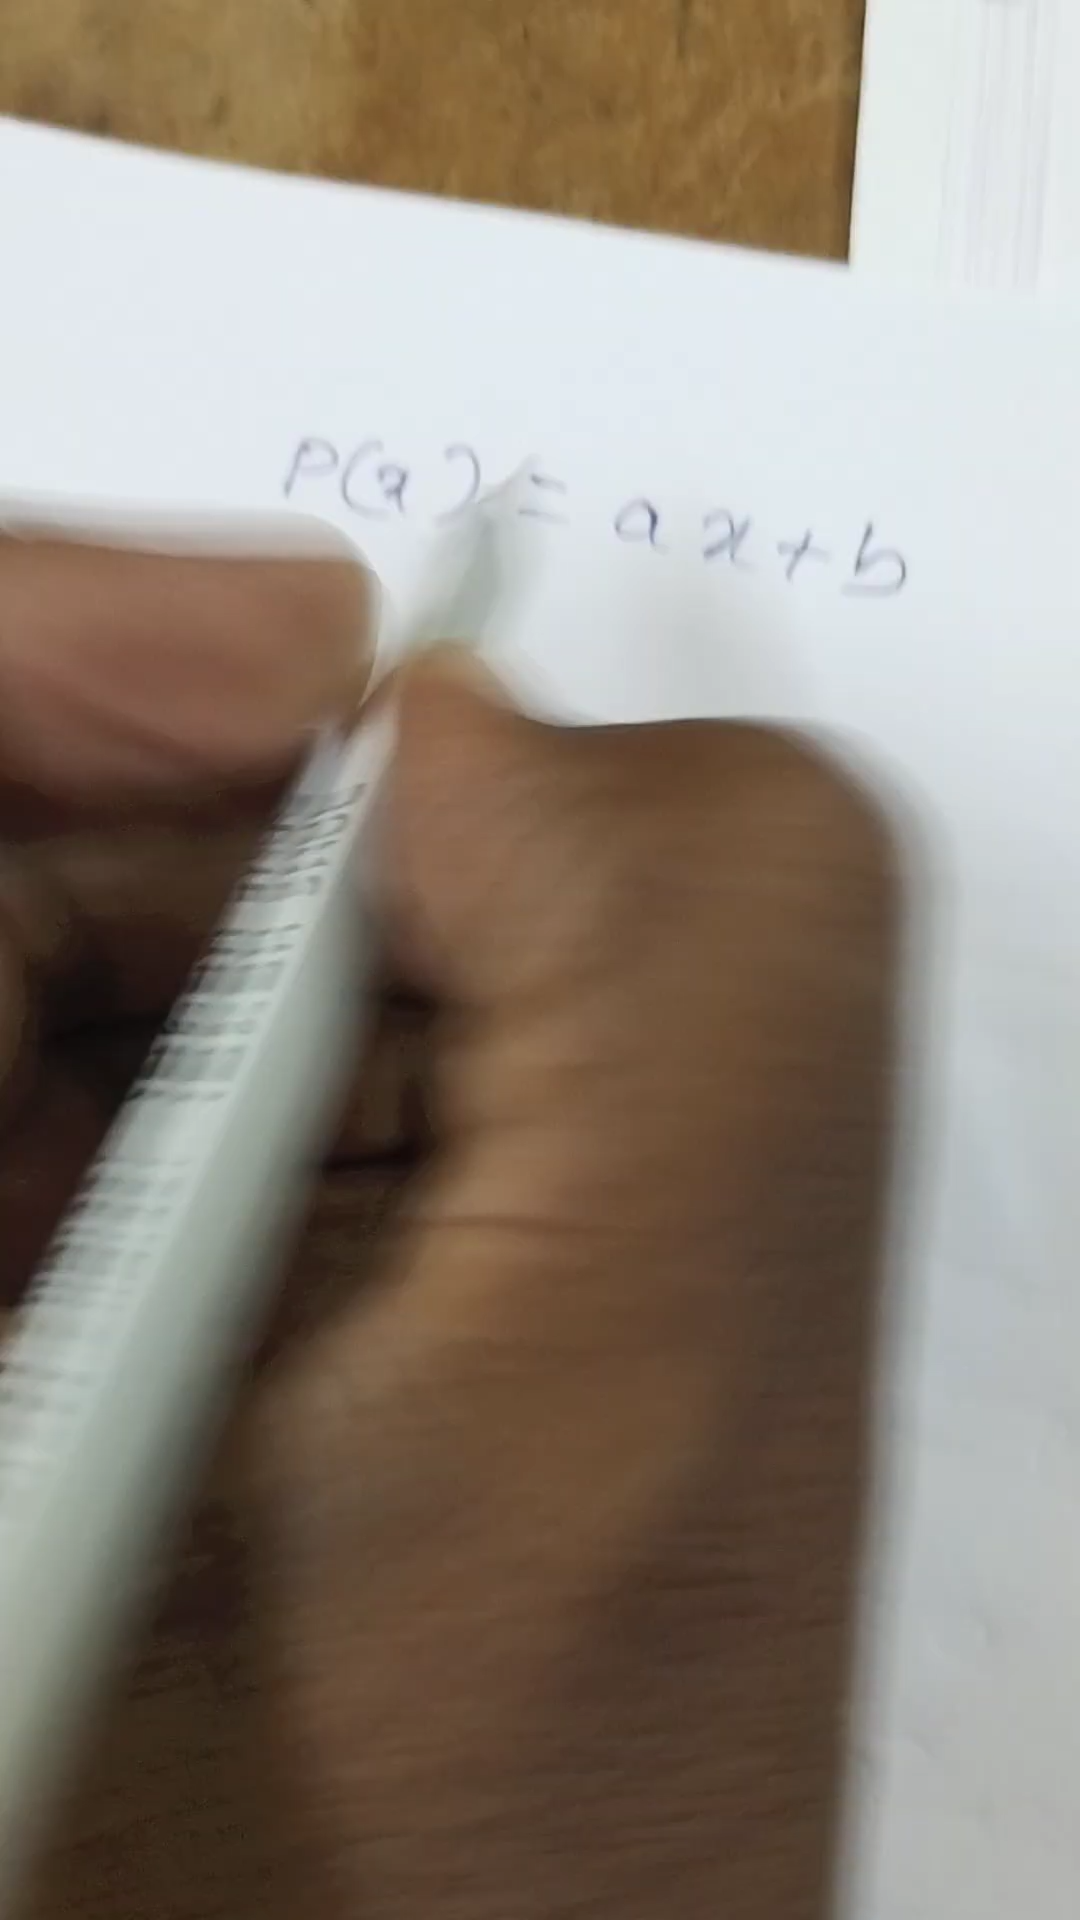 P(x) = ax+b